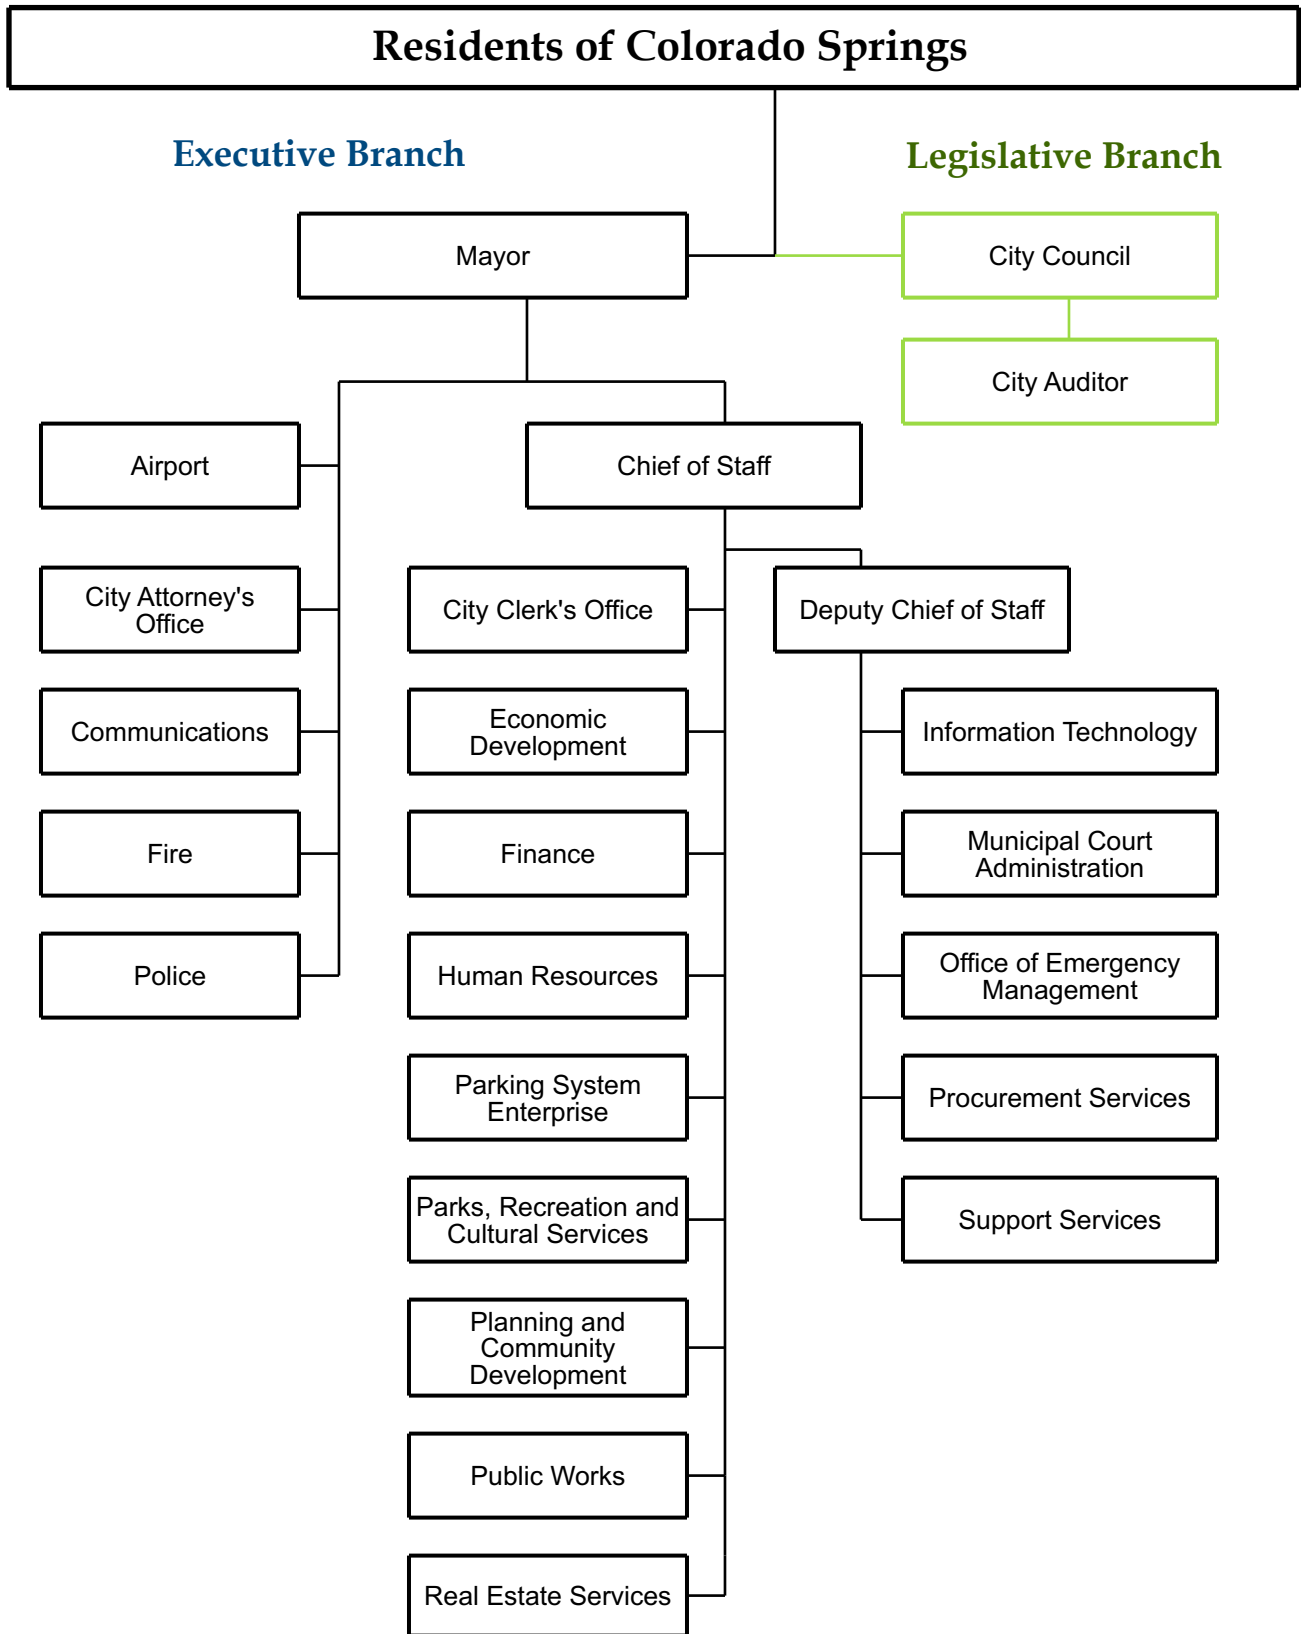 Residents of Colorado Springs
Executive Branch
Legislative Branch
Mayor
City Council
City Auditor
Airport
Chief of Staff
City Attorney's
Office
City Clerk's Office
Deputy Chief of Staff
Communications
Economic
Development
Information Technology
Fire
Finance
Municipal Court
Administration
Police
Human Resources
Office of Emergency
Management
Parking System
Enterprise
Procurement Services
Parks, Recreation and
Cultural Services
Support Services
Planning and
Community
Development
Public Works
Real Estate Services